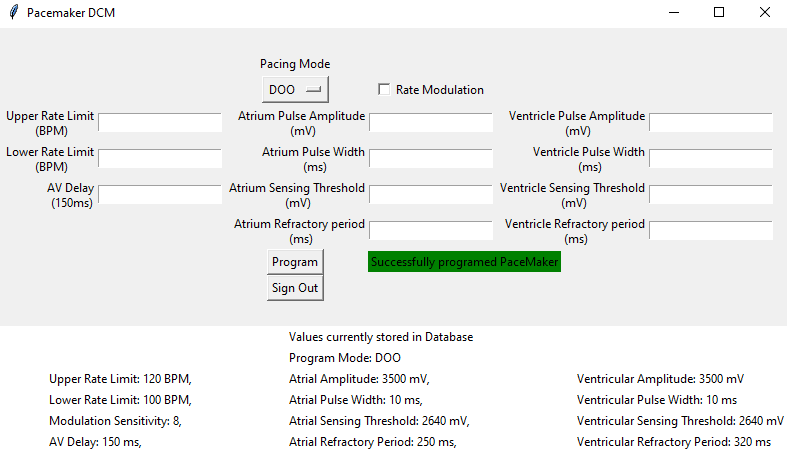 Pacemaker DCM
Pacing Mode
DOO
Rate Modulation
Upper Rate Limit
(BPM)
Atrium Pulse Amplitude
(mV)
Ventricle Pulse Amplitude
(mV)
Lower Rate Limit
(BPM)
Atrium Pulse Width
(ms)
Ventricle Pulse Width
(ms)
AV Delay
(150ms)
Atrium Sensing Threshold
(mV)
Ventricle Sensing Threshold
(mV)
Atrium Refractory period
(ms)
Ventricle Refractory period
(ms)
Program
Successfully programed PaceMaker
Sign Out
Values currently stored in Database
Program Mode: DOO
Upper Rate Limit: 120 BPM, Atrial Amplitude: 3500 mV, Ventricular Amplitude: 3500 mV
Lower Rate Limit: 100 BPM, Atrial Pulse Width: 10 ms, Ventricular Pulse Width: 10 ms
Modulation Sensitivity: 8, Atrial Sensing Threshold: 2640 mV, Ventricular Sensing Threshold: 2640 mV
AV Delay: 150 ms, Atrial Refractory Period: 250 ms, Ventricular Refractory Period: 320 ms